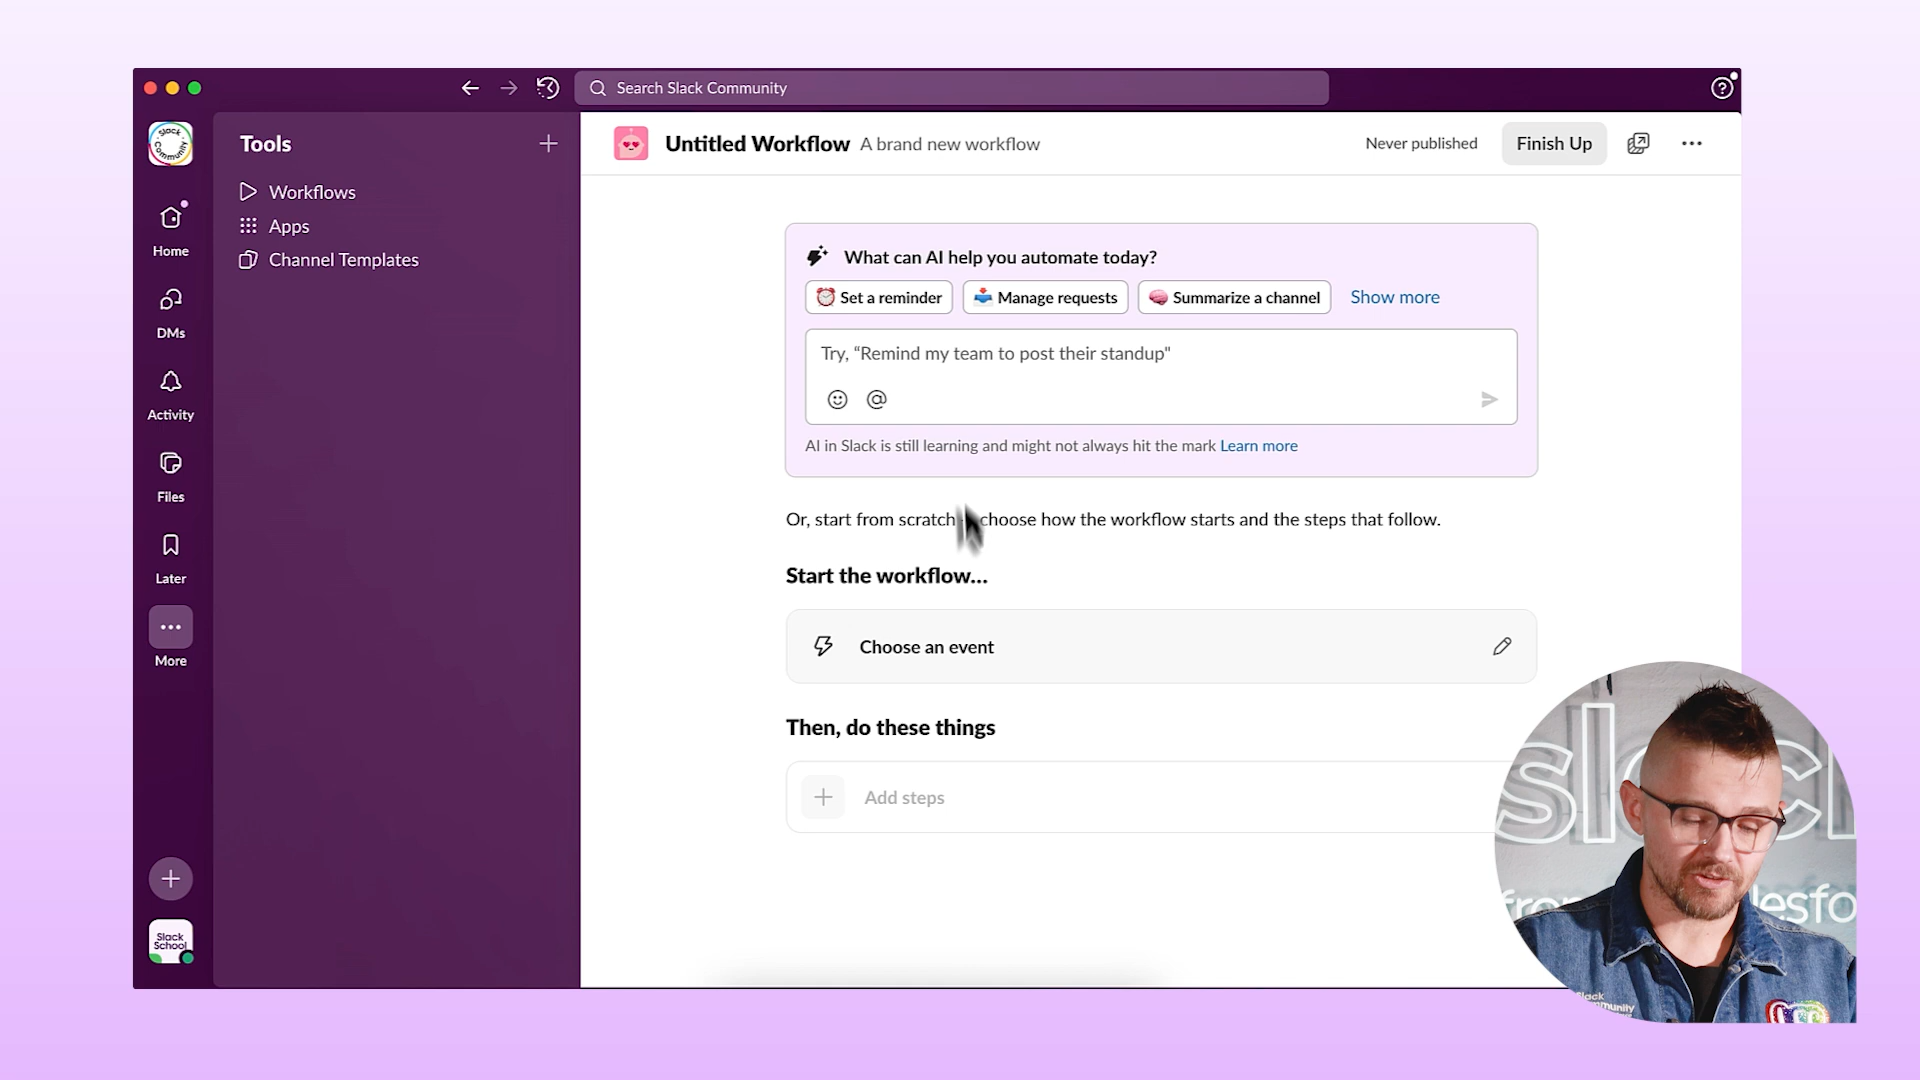 Search Slack Community
slack
Community
Home
DMs
Activity
Files
Later
More
Slack
School
Tools
Workflows
Apps
Channel Templates
Untitled Workflow A brand new workflow
Never published
Finish Up
What can AI help you automate today?
Set a reminder
Manage requests
Summarize a channel
Show more
Try, “Remind my team to post their standup"
AI in Slack is still learning and might not always hit the mark Learn more
Or, start from scratch choose how the workflow starts and the steps that follow.
Start the workflow...
Choose an event
Then, do these things
Add steps